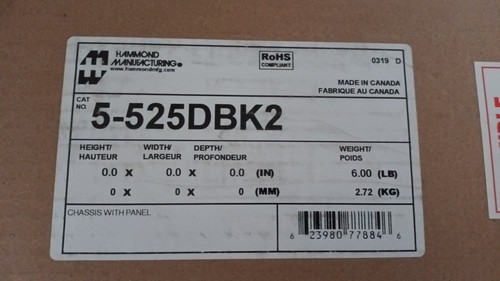 HAMMOND
MANUFACTURING®
www.hammondmfg.com
RoHS
COMPLIANT
0319 D
MADE IN CANADA
FABRIQUE AU CANADA
CAT
NO.
5-525DBK2
HEIGHT/ WIDTH/ DEPTH/ WEIGHT/
HAUTEUR LARGEUR PROFONDEUR POIDS
0.0 X 0.0 X 0.0 (IN) 6.00 (LB)
0 X 0 X 0 (MM) 2.72 (KG)
CHASSIS WITH PANEL
6 23980 77884 6